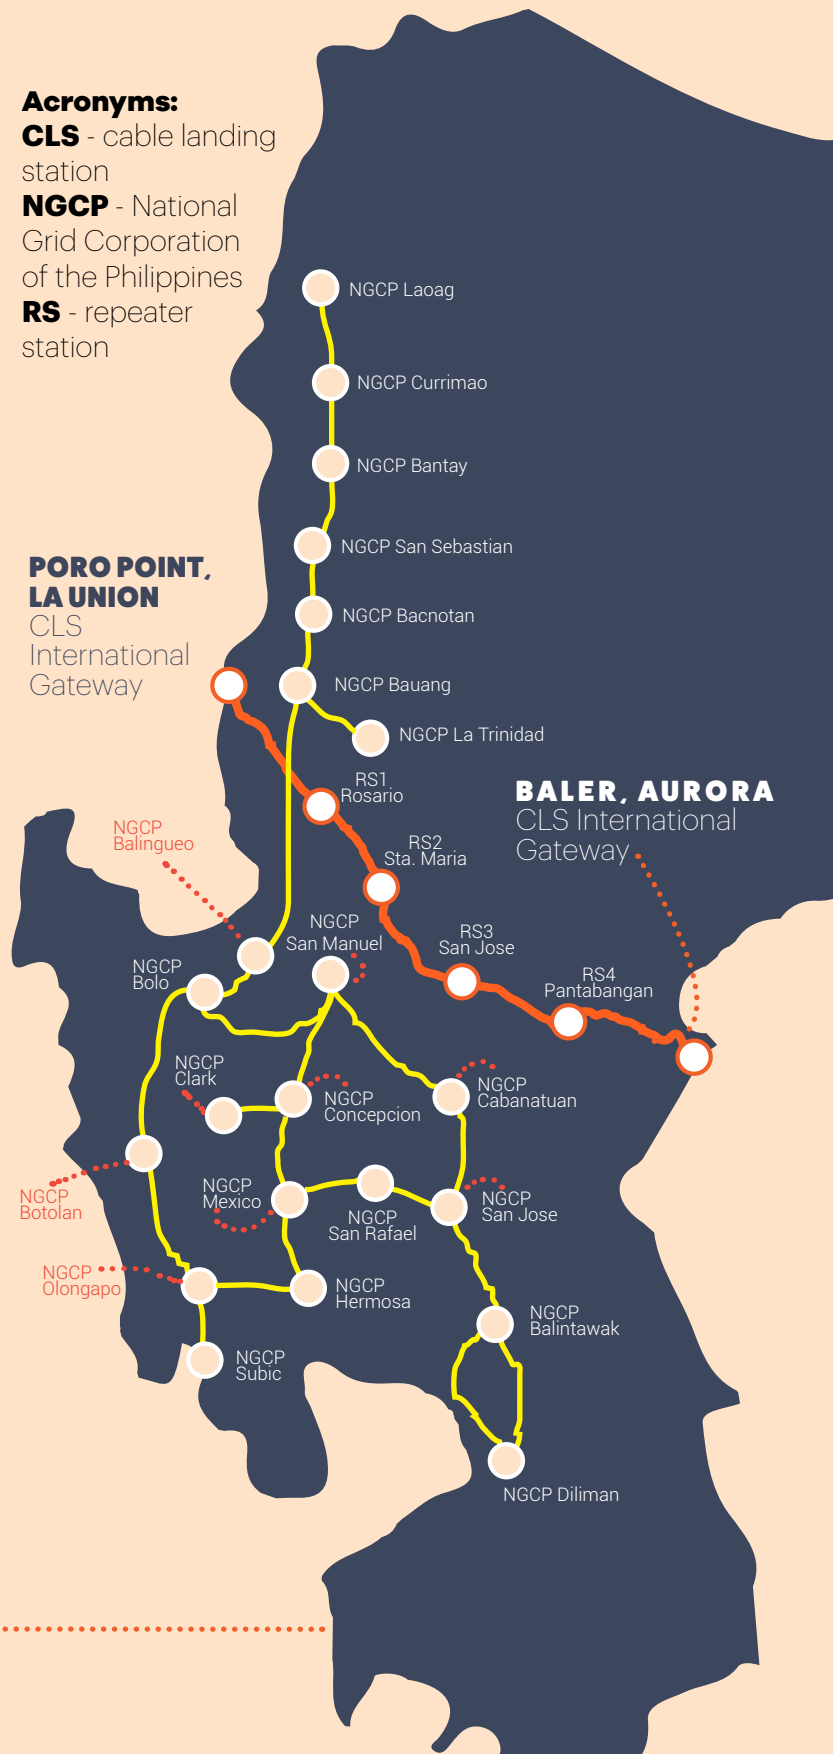 Acronyms:
CLS - cable landing
station
NGCP - National
Grid Corporation
of the Philippines
RS - repeater
station
NGCP Laoag
NGCP Currimao
NGCP Bantay
NGCP San Sebastian
PORO POINT,
LA UNION
CLS
International
Gateway
NGCP Bacnotan
NGCP Bauang
NGCP La Trinidad
RS1
Rosario
BALER, AURORA
CLS International
Gateway
NGCP
Balingueo
RS2
Sta. Maria
NGCP
San Manuel
RS3
San Jose
NGCP
Bolo
RS4
Pantabangan
NGCP
Clark
NGCP
Concepcion
NGCP
Cabanatuan
NGCP
Botolan
NGCP
Mexico
NGCP
San Rafael
NGCP
San Jose
NGCP
Olongapo
NGCP
Hermosa
NGCP
Balintawak
NGCP
Subic
NGCP Diliman